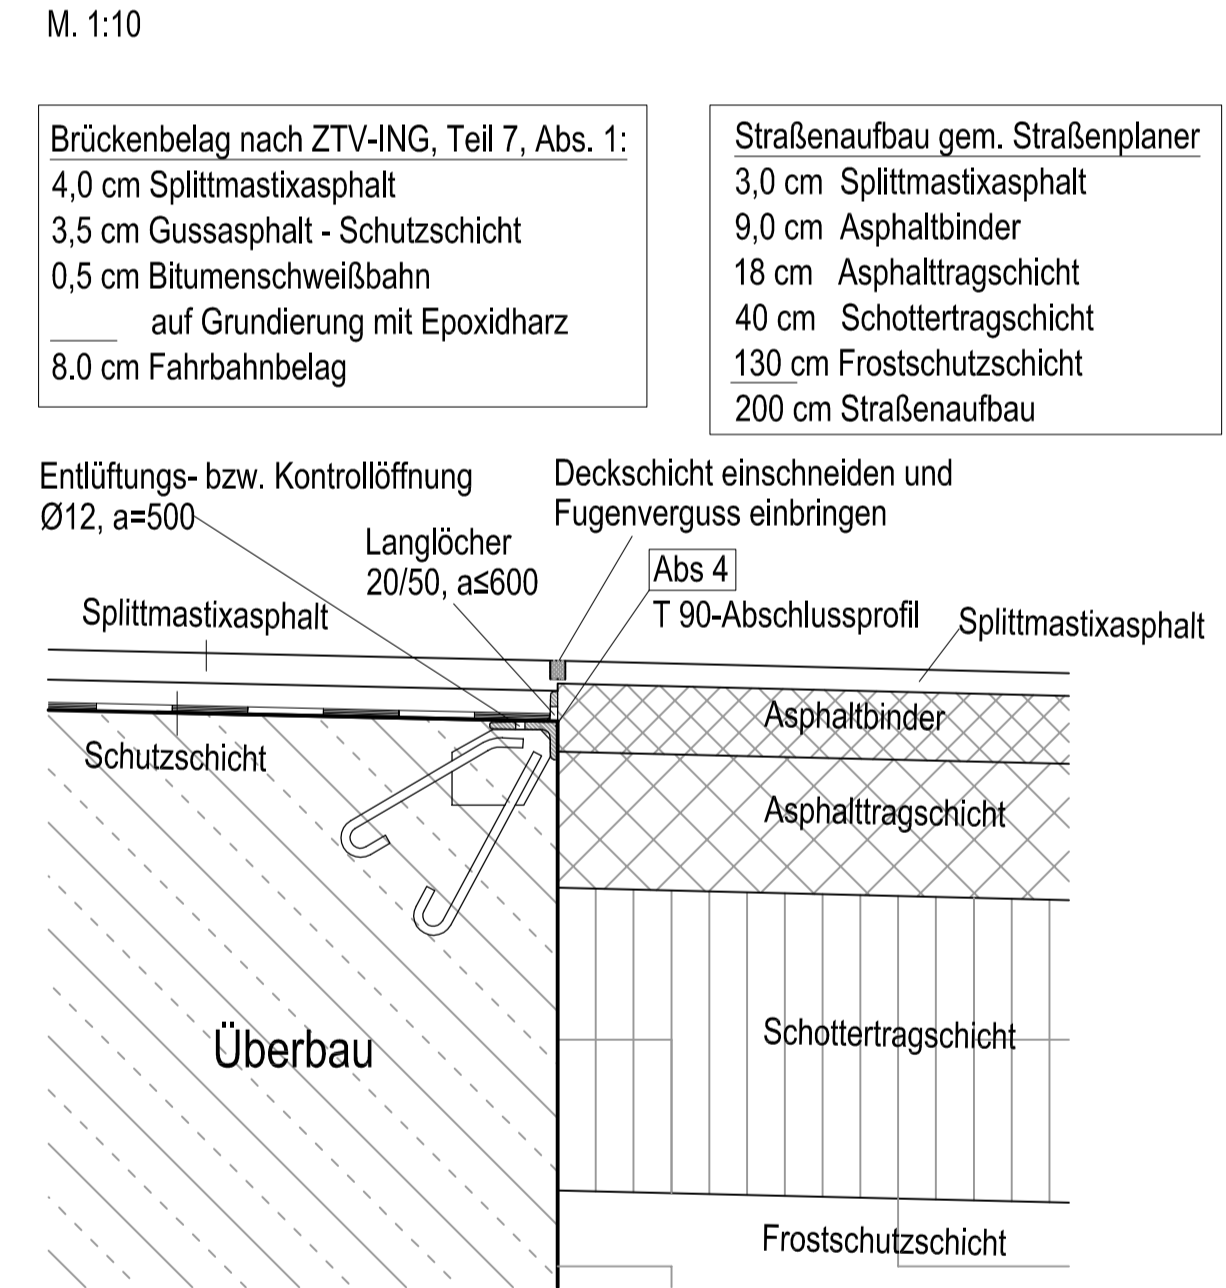 M. 1:10
Brückenbelag nach ZTV-ING, Teil 7, Abs. 1:
4,0 cm Splittmastixasphalt
3,5 cm Gussasphalt - Schutzschicht
0,5 cm Bitumenschweißbahn
auf Grundierung mit Epoxidharz
8.0 cm Fahrbahnbelag
Straßenaufbau gem. Straßenplaner
3,0 cm Splittmastixasphalt
9,0 cm Asphaltbinder
18 cm Asphalttragschicht
40 cm Schottertragschicht
130 cm Frostschutzschicht
200 cm Straßenaufbau
Entlüftungs- bzw. Kontrollöffnung
Ø12, a=500
Deckschicht einschneiden und
Fugenverguss einbringen
Langlöcher
20/50, a≤600
Abs 4
T 90-Abschlussprofil
Splittmastixasphalt
Splittmastixasphalt
Schutzschicht
Asphaltbinder
Asphalttragschicht
Überbau
Schottertragschicht
Frostschutzschicht